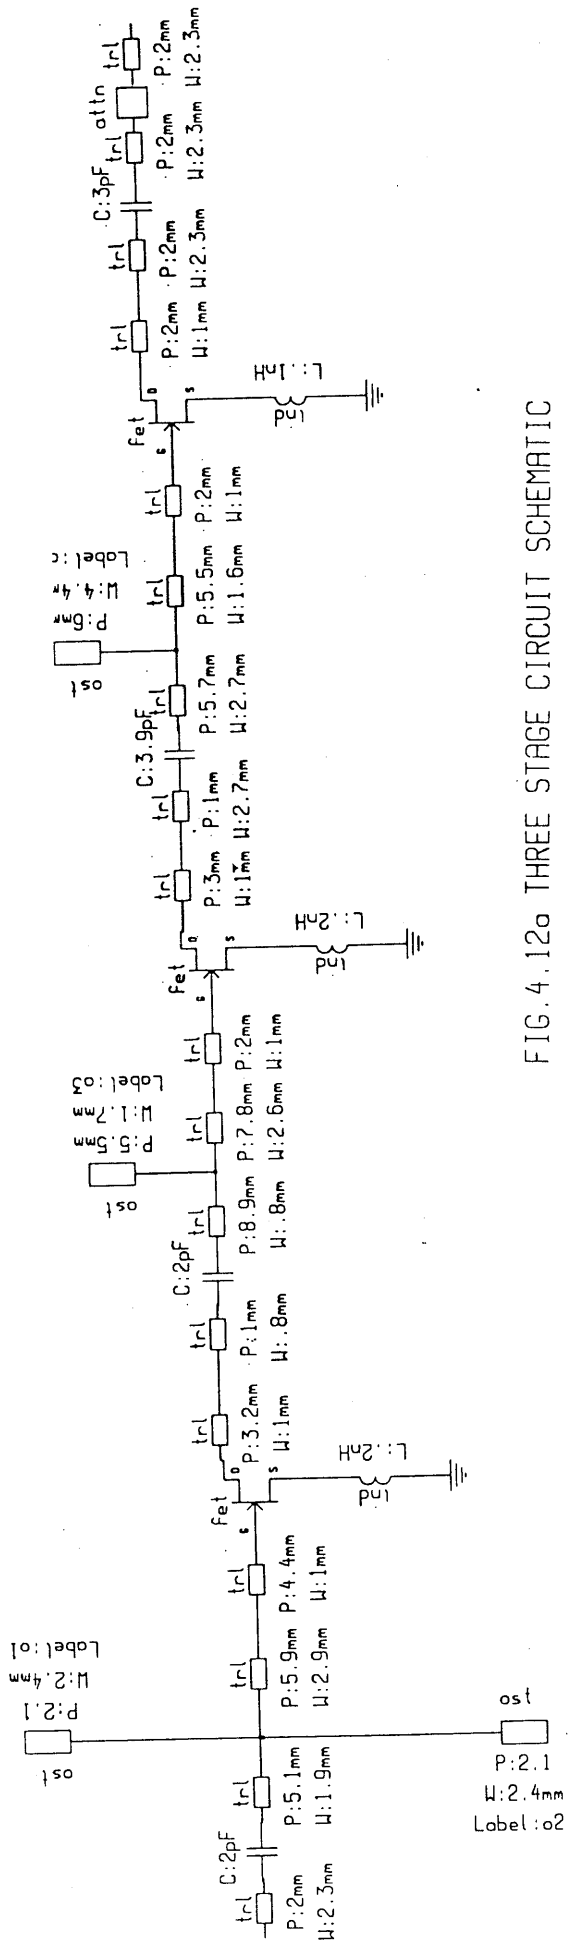 trl
P:2mm
W:2.3mm
C:2pF
trl
P:5.1mm
W:1.9mm
ost
P:2.1
W:2.4mm
Label:o1
ost
P:2.1
W:2.4mm
Label:o2
trl
P:5.9mm
W:2.9mm
trl
P:4.4mm
W:1mm
fet
G
D
S
ind
L:.2nH
trl
P:3.2mm
W:1mm
trl
P:1mm
W:.8mm
C:2pF
trl
P:8.9mm
W:.8mm
ost
P:5.5mm
W:1.7mm
Label:o3
trl
P:7.8mm
W:2.6mm
trl
P:2mm
W:1mm
fet
G
D
S
ind
L:.2nH
trl
P:3mm
W:1mm
trl
P:1mm
W:2.7mm
C:3.9pF
trl
P:5.7mm
W:2.7mm
ost
P:6mm
W:4.4m
Label:
trl
P:5.5mm
W:1.6mm
trl
P:2mm
W:1mm
fet
G
D
S
ind
L:.1nH
trl
P:2mm
W:1mm
trl
P:2mm
W:2.3mm
C:3pF
trl
P:2mm
W:2.3mm
attn
trl
P:2mm
W:2.3mm
FIG.4.12a THREE STAGE CIRCUIT SCHEMATIC